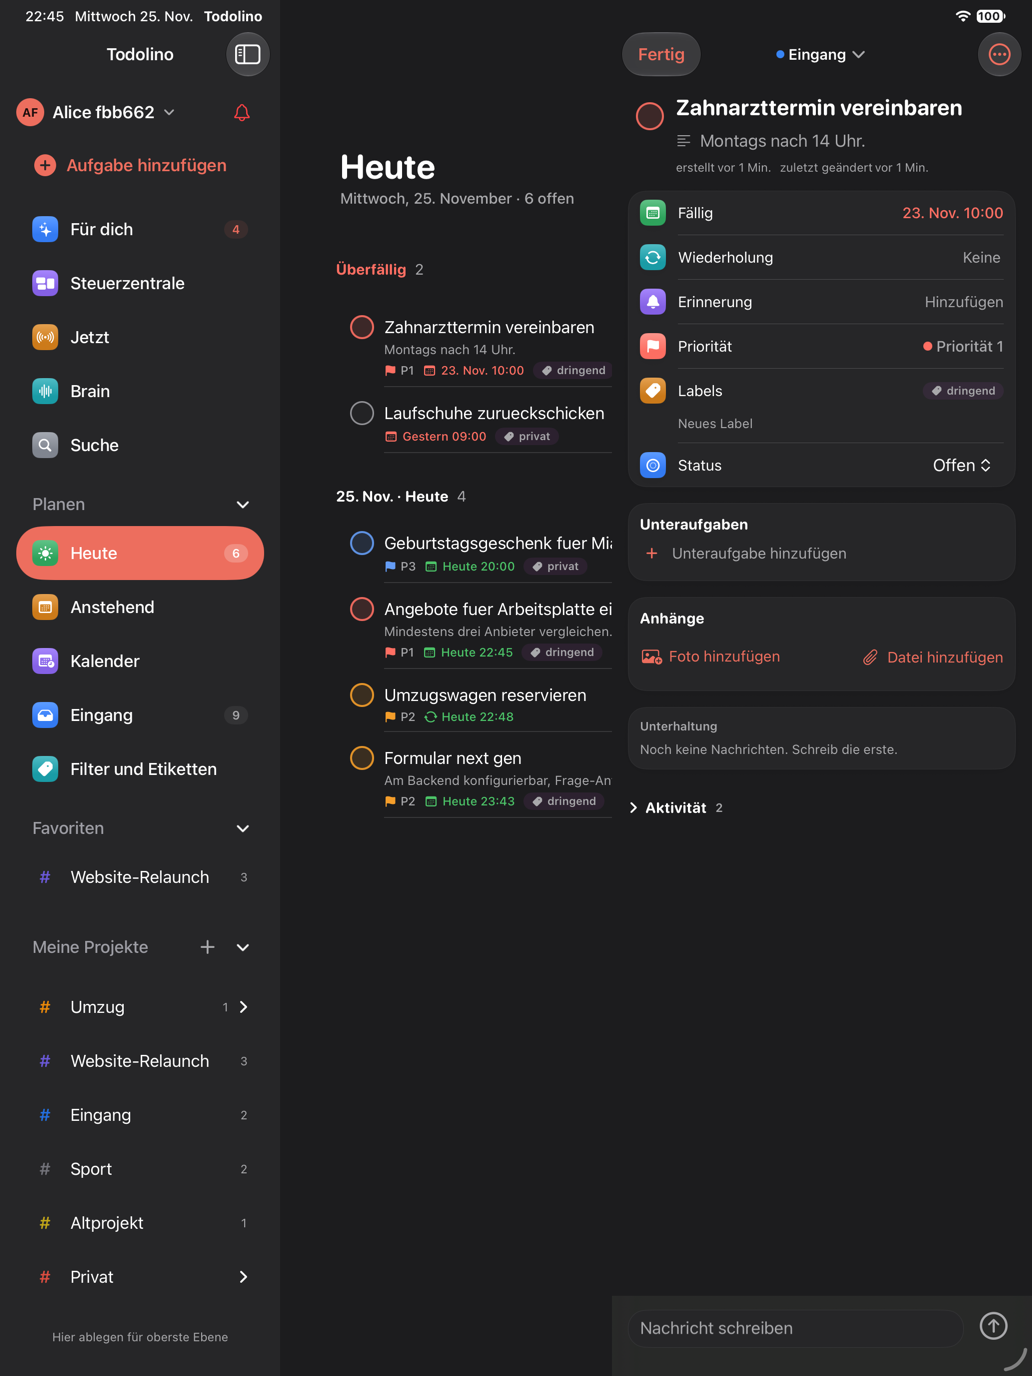 22:45 Mittwoch 25. Nov. Todolino
100
Todolino
AF Alice fbb662
Aufgabe hinzufügen
Für dich 4
Steuerzentrale
Jetzt
Brain
Suche
Planen
Heute 6
Anstehend
Kalender
Eingang 9
Filter und Etiketten
Favoriten
# Website-Relaunch 3
Meine Projekte
# Umzug 1
# Website-Relaunch 3
# Eingang 2
# Sport 2
# Altprojekt 1
# Privat
Hier ablegen für oberste Ebene
Heute
Mittwoch, 25. November · 6 offen
Überfällig 2
Zahnarzttermin vereinbaren
Montags nach 14 Uhr.
P1 23. Nov. 10:00 dringend
Laufschuhe zurueckschicken
Gestern 09:00 privat
25. Nov. · Heute 4
Geburtstagsgeschenk fuer Mia
P3 Heute 20:00 privat
Angebote fuer Arbeitsplatte ei
Mindestens drei Anbieter vergleichen.
P1 Heute 22:45 dringend
Umzugswagen reservieren
P2 Heute 22:48
Formular next gen
Am Backend konfigurierbar, Frage-An
P2 Heute 23:43 dringend
Fertig
Eingang
Zahnarzttermin vereinbaren
Montags nach 14 Uhr.
erstellt vor 1 Min. zuletzt geändert vor 1 Min.
Fällig 23. Nov. 10:00
Wiederholung Keine
Erinnerung Hinzufügen
Priorität Priorität 1
Labels dringend
Neues Label
Status Offen
Unteraufgaben
Unteraufgabe hinzufügen
Anhänge
Foto hinzufügen Datei hinzufügen
Unterhaltung
Noch keine Nachrichten. Schreib die erste.
Aktivität 2
Nachricht schreiben